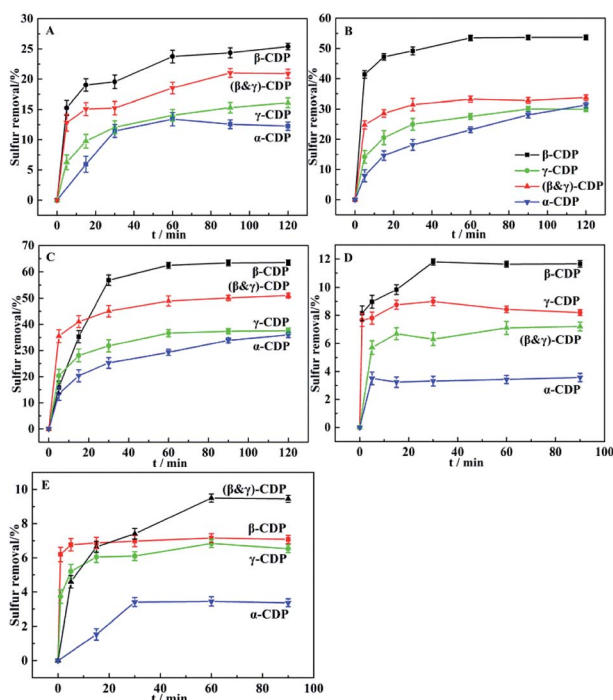 A
Sulfur removal/%
30
25
20
15
10
5
0
β-CDP
(β&γ)-CDP
γ-CDP
α-CDP
0 20 40 60 80 100 120
t / min
B
Sulfur removal/%
60
50
40
30
20
10
0
β-CDP
γ-CDP
(β&γ)-CDP
α-CDP
0 20 40 60 80 100 120
t / min
C
Sulfur removal/%
70
60
50
40
30
20
10
0
β-CDP
(β&γ)-CDP
γ-CDP
α-CDP
0 20 40 60 80 100 120
t / min
D
Sulfur removal/%
12
10
8
6
4
2
0
β-CDP
γ-CDP
(β&γ)-CDP
α-CDP
0 20 40 60 80 100
t / min
E
Sulfur removal/%
10
8
6
4
2
0
(β&γ)-CDP
β-CDP
γ-CDP
α-CDP
0 20 40 60 80 100
t / min